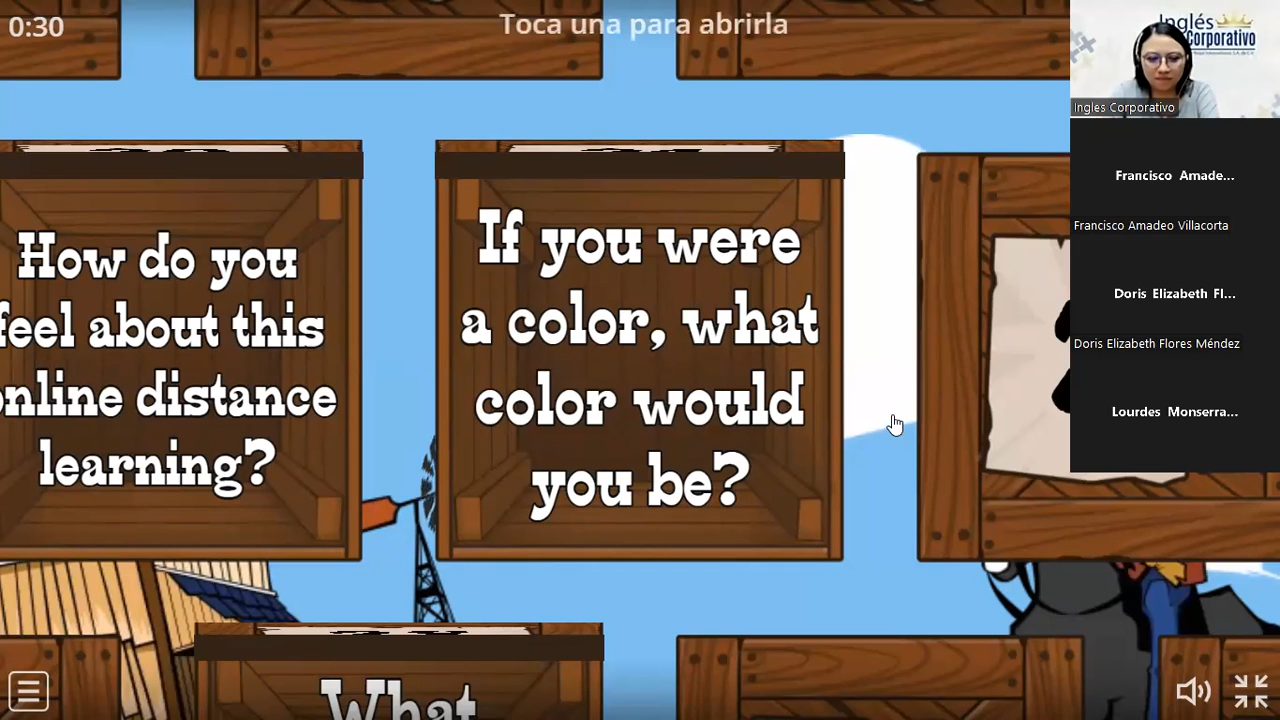 0:30
Toca una para abrirla
Inglés
Corporativo
Ingles Corporativo
How do you
feel about this
online distance
learning?
If you were
a color, what
color would
you be?
What
Francisco Amade...
Francisco Amadeo Villacorta
Doris Elizabeth Fl...
Doris Elizabeth Flores Méndez
Lourdes Monserra...